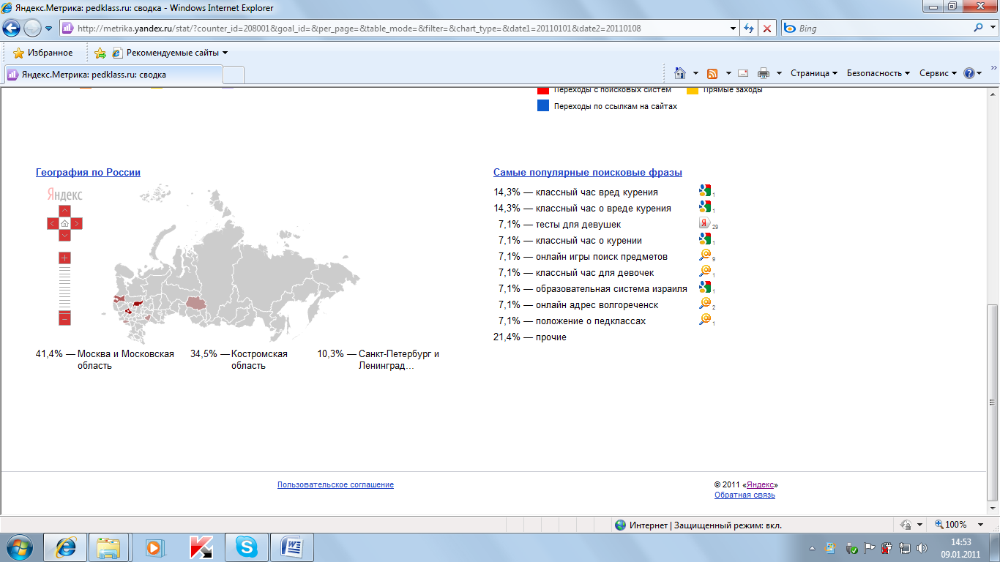 Яндекс.Метрика: pedklass.ru: сводка - Windows Internet Explorer
http://metrika.yandex.ru/stat/?counter_id=208001&goal_id=&per_page=&table_mode=&filter=&chart_type=&date1=20110101&date2=20110108
Bing
Избранное
Рекомендуемые сайты
Яндекс.Метрика: pedklass.ru: сводка
Страница
Безопасность
Сервис
Переходы с поисковых систем
Прямые заходы
Переходы по ссылкам на сайтах
География по России
Яндекс
41,4% — Москва и Московская
область
34,5% — Костромская
область
10,3% — Санкт-Петербург и
Ленинград…
Самые популярные поисковые фразы
14,3% — классный час вред курения 1
14,3% — классный час о вреде курения 1
7,1% — тесты для девушек Я 29
7,1% — классный час о курении 1
7,1% — онлайн игры поиск предметов @ 9
7,1% — классный час для девочек @ 1
7,1% — образовательная система израиля 1
7,1% — онлайн адрес волгореченск @ 2
7,1% — положение о педклассах @ 1
21,4% — прочие
Пользовательское соглашение
© 2011 «Яндекс»
Обратная связь
Интернет | Защищенный режим: вкл.
100%
14:53
09.01.2011